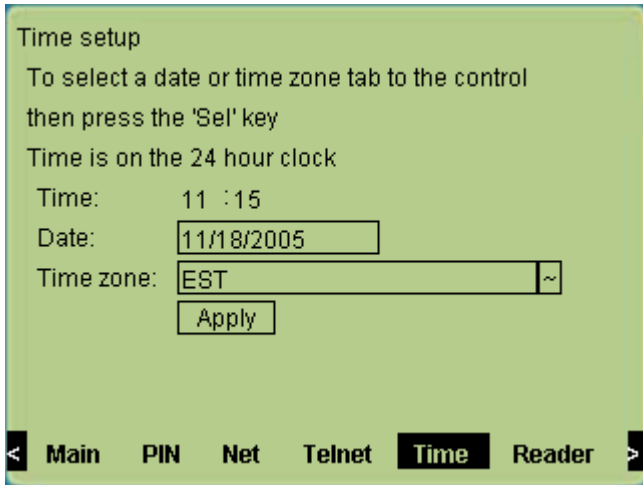 Time setup
To select a date or time zone tab to the control
then press the 'Sel' key
Time is on the 24 hour clock
Time: 11 :15
Date: 11/18/2005
Time zone: EST ~
Apply
< Main PIN Net Telnet Time Reader >